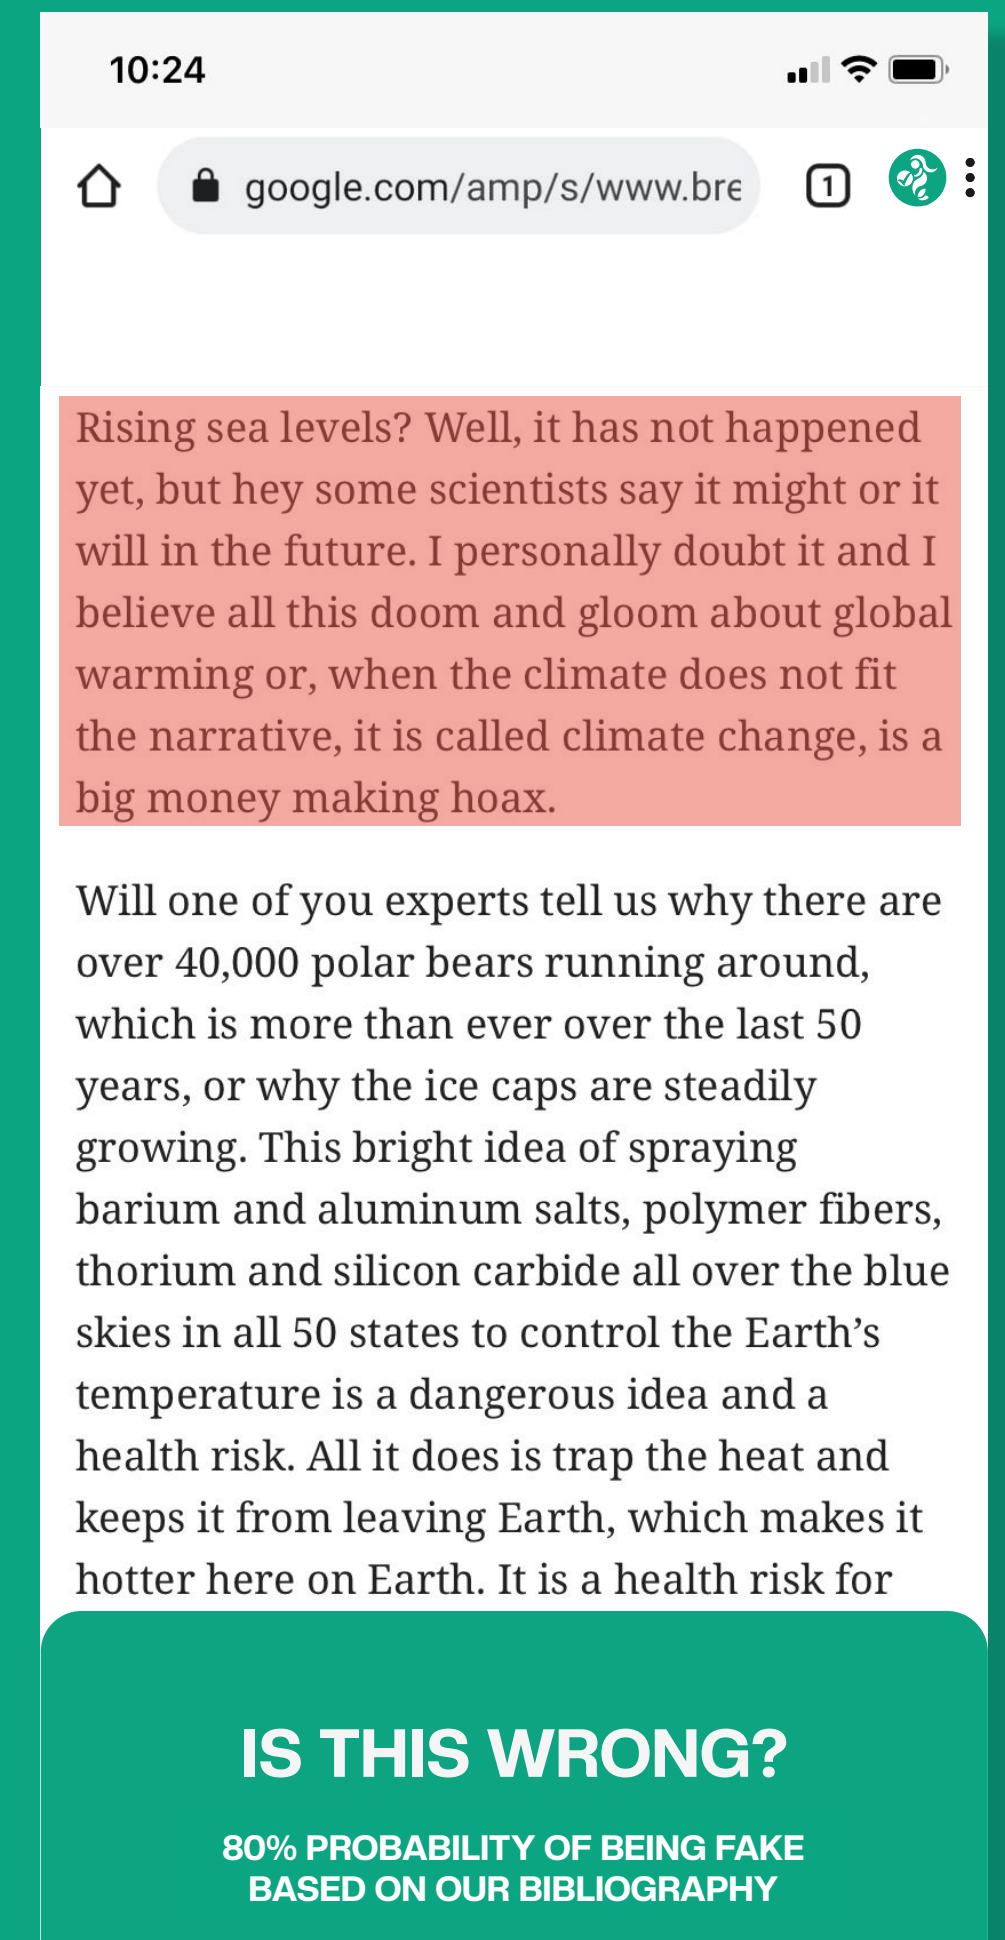 10:24
google.com/amp/s/www.bre
1
Rising sea levels? Well, it has not happened
yet, but hey some scientists say it might or it
will in the future. I personally doubt it and I
believe all this doom and gloom about global
warming or, when the climate does not fit
the narrative, it is called climate change, is a
big money making hoax.
Will one of you experts tell us why there are
over 40,000 polar bears running around,
which is more than ever over the last 50
years, or why the ice caps are steadily
growing. This bright idea of spraying
barium and aluminum salts, polymer fibers,
thorium and silicon carbide all over the blue
skies in all 50 states to control the Earth’s
temperature is a dangerous idea and a
health risk. All it does is trap the heat and
keeps it from leaving Earth, which makes it
hotter here on Earth. It is a health risk for
IS THIS WRONG?
80% PROBABILITY OF BEING FAKE
BASED ON OUR BIBLIOGRAPHY